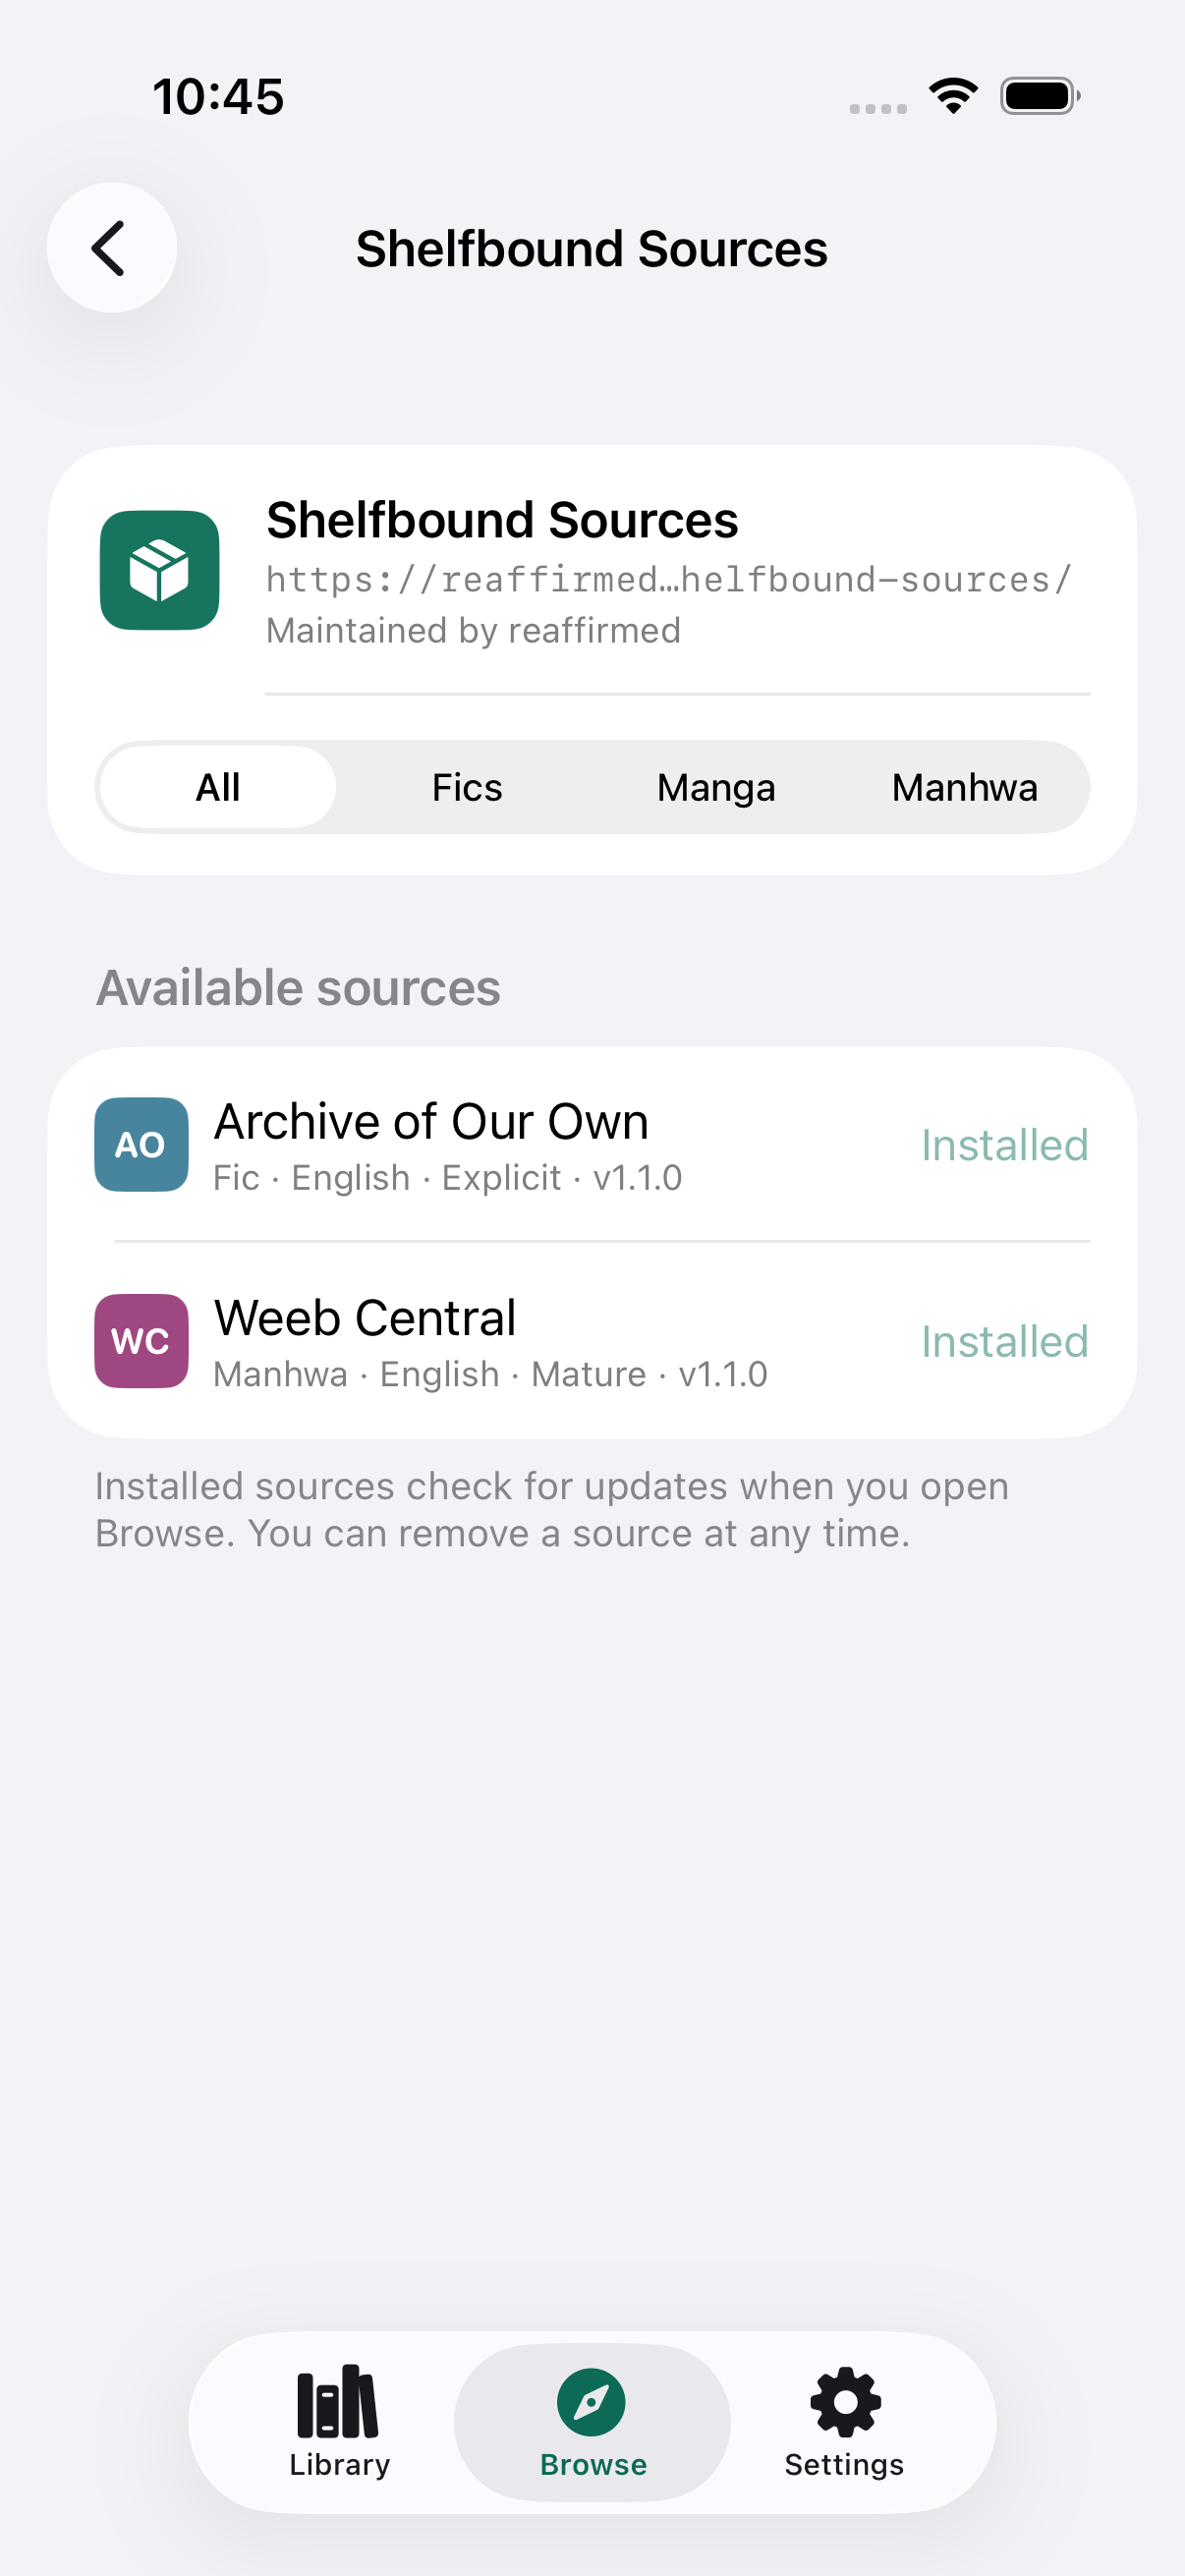 10:45
Shelfbound Sources
Shelfbound Sources
https://reaffirmed…helfbound-sources/
Maintained by reaffirmed
All
Fics
Manga
Manhwa
Available sources
AO
Archive of Our Own
Fic · English · Explicit · v1.1.0
Installed
WC
Weeb Central
Manhwa · English · Mature · v1.1.0
Installed
Installed sources check for updates when you open
Browse. You can remove a source at any time.
Library
Browse
Settings